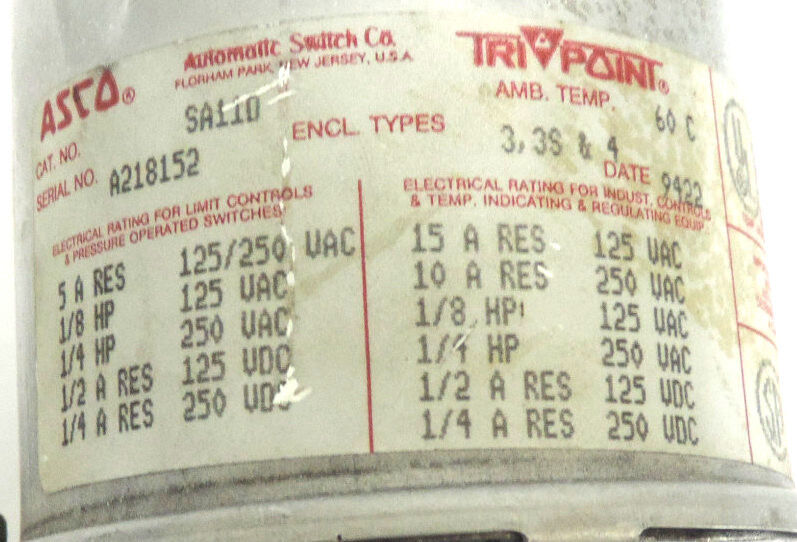 ASCO®
Automatic Switch Co.
FLORHAM PARK, NEW JERSEY, U.S.A.
TRI POINT®
AMB. TEMP. 60 C
CAT. NO. SA110
ENCL. TYPES 3, 3S & 4
SERIAL NO. A218152
DATE 9422
ELECTRICAL RATING FOR LIMIT CONTROLS
& PRESSURE OPERATED SWITCHES
5 A RES 125/250 VAC
1/8 HP 125 VAC
1/4 HP 250 VAC
1/2 A RES 125 VDC
1/4 A RES 250 VDC
ELECTRICAL RATING FOR INDUST. CONTROLS
& TEMP. INDICATING & REGULATING EQUIP.
15 A RES 125 VAC
10 A RES 250 VAC
1/8 HP 125 VAC
1/4 HP 250 VAC
1/2 A RES 125 VDC
1/4 A RES 250 VDC